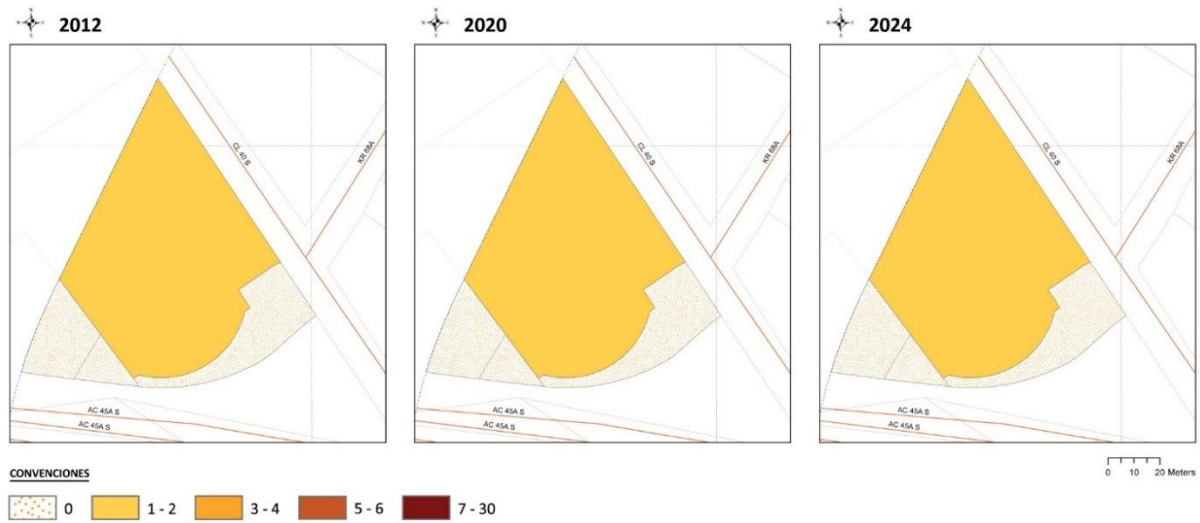 2012
2020
2024
N
N
N
CL 40 S
KR 68A
AC 45A S
AC 45A S
CL 40 S
KR 68A
AC 45A S
AC 45A S
CL 40 S
KR 68A
AC 45A S
AC 45A S
CONVENCIONES
0 10 20 Meters
0 1 - 2 3 - 4 5 - 6 7 - 30